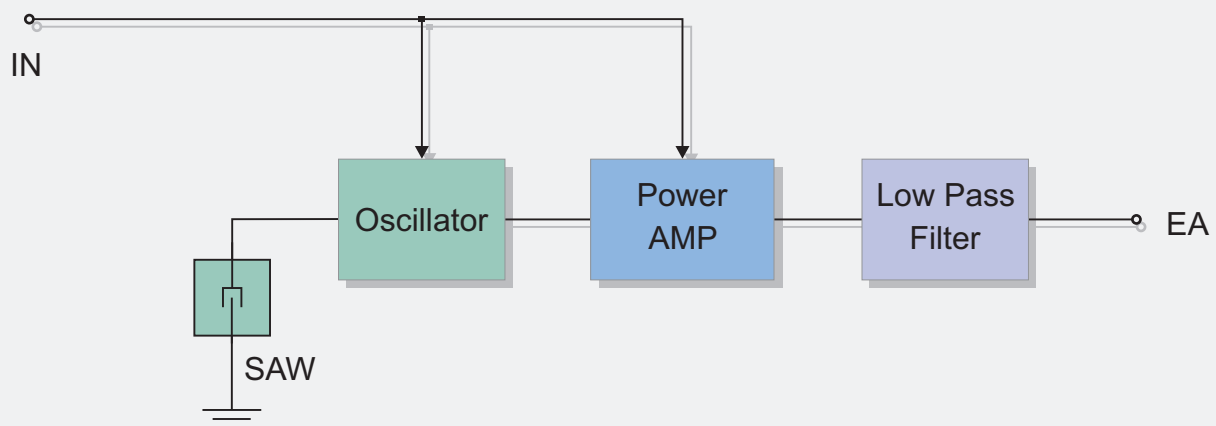 IN
Oscillator
Power
AMP
Low Pass
Filter
EA
SAW